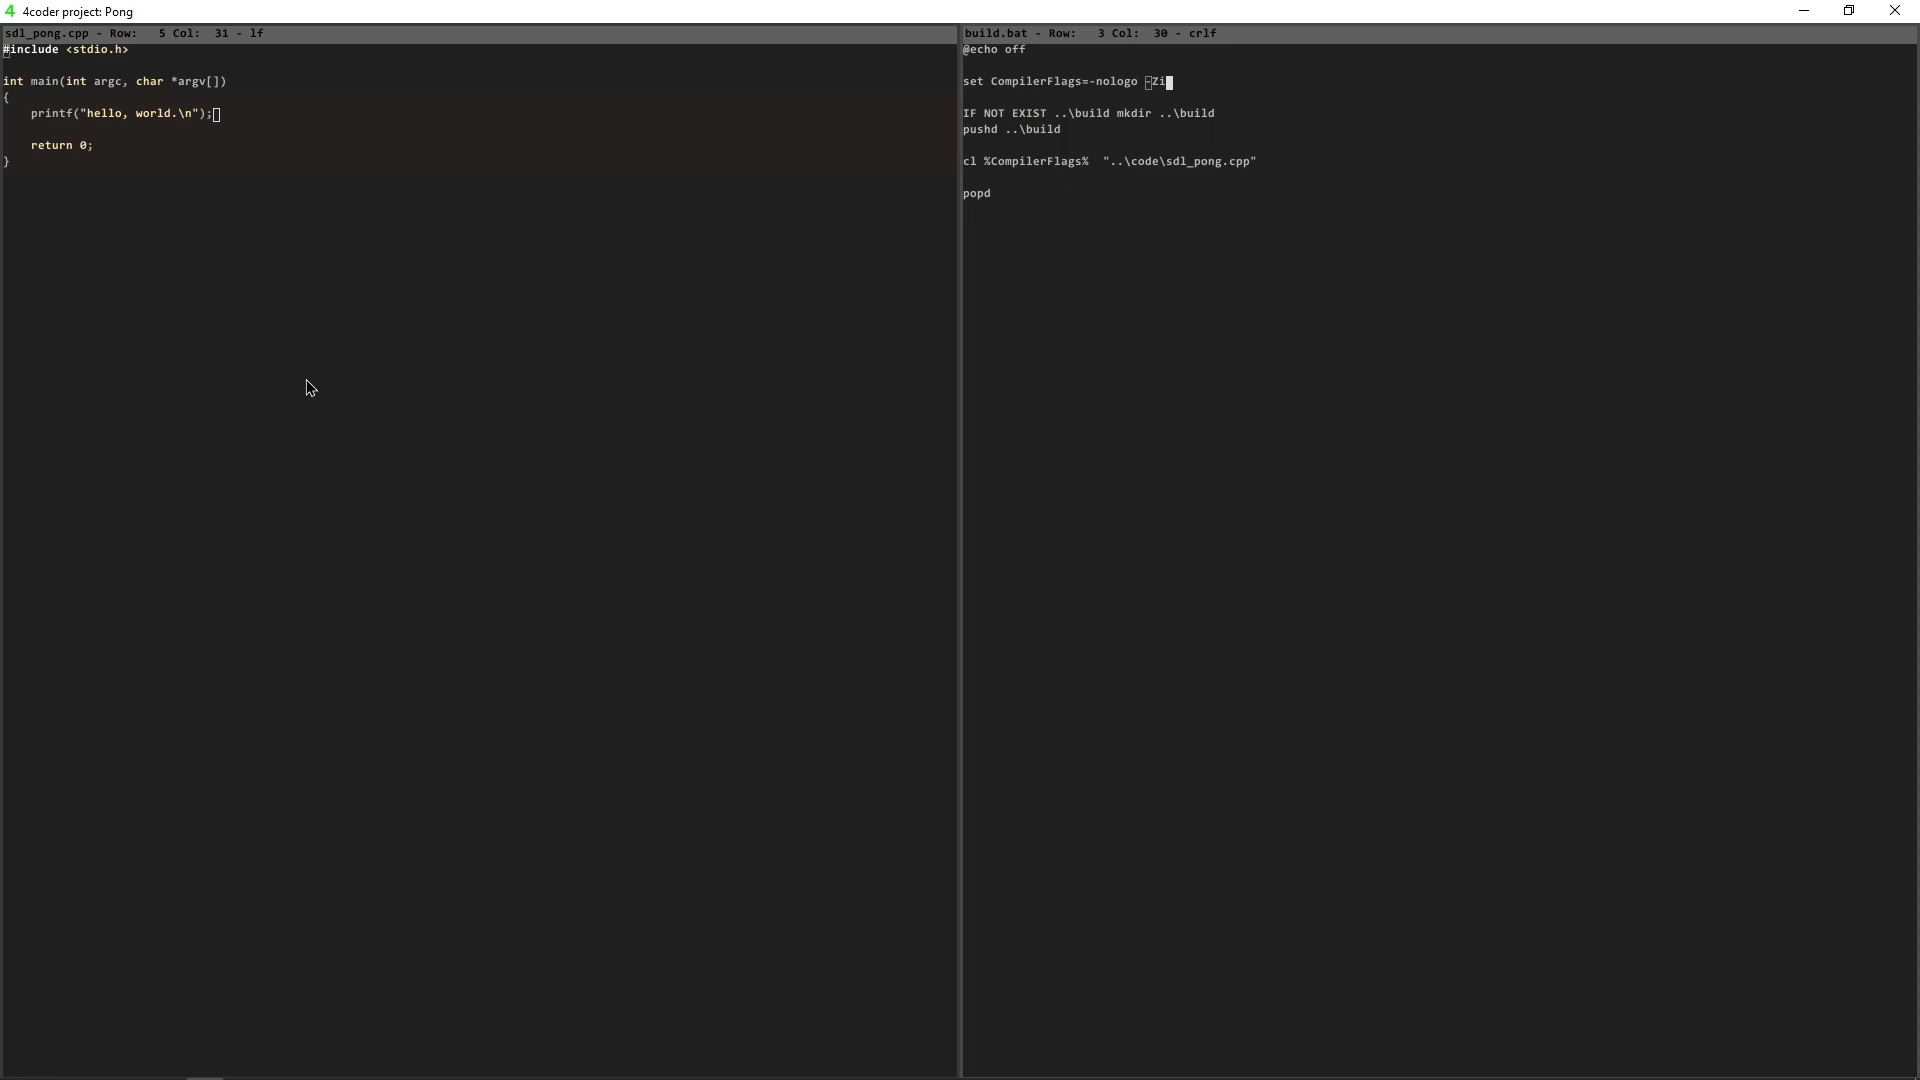 4 4coder project: Pong
sdl_pong.cpp - Row:   5 Col:  31 - lf
#include <stdio.h>
int main(int argc, char *argv[])
{
    printf("hello, world.\n");
    return 0;
}
build.bat - Row:   3 Col:  30 - crlf
@echo off
set CompilerFlags=-nologo -Zi
IF NOT EXIST ..\build mkdir ..\build
pushd ..\build
cl %CompilerFlags%  "..\code\sdl_pong.cpp"
popd